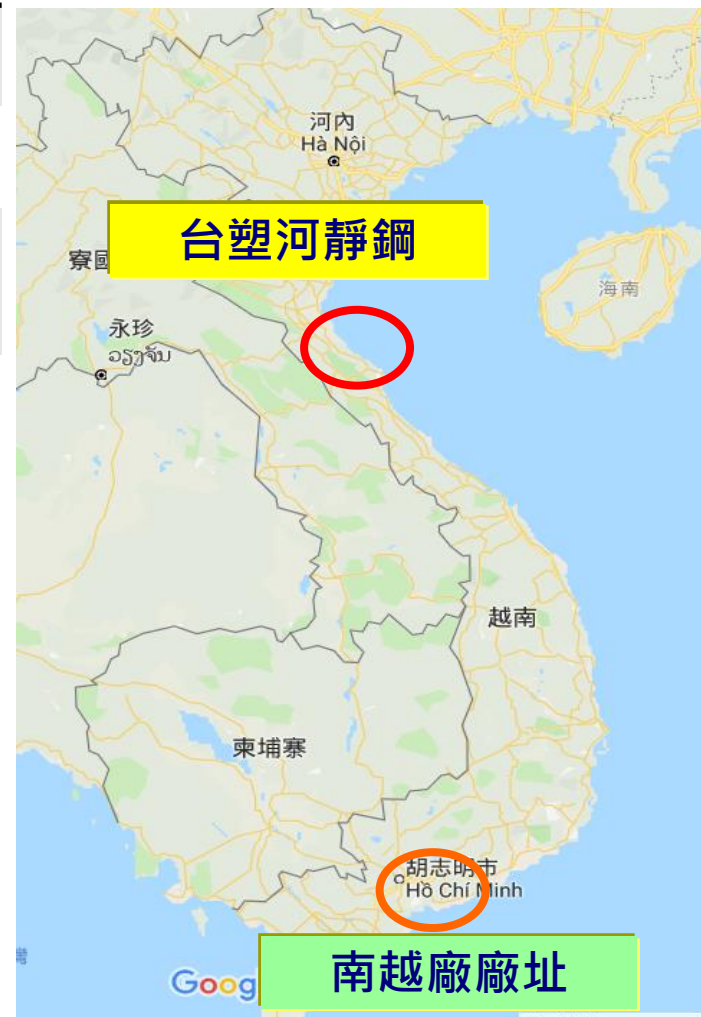 河內
Hà Nội
台塑河靜鋼
寮國
海南
永珍
ວຽງຈັນ
越南
柬埔寨
胡志明市
Hồ Chí Minh
南越廠廠址
Goog